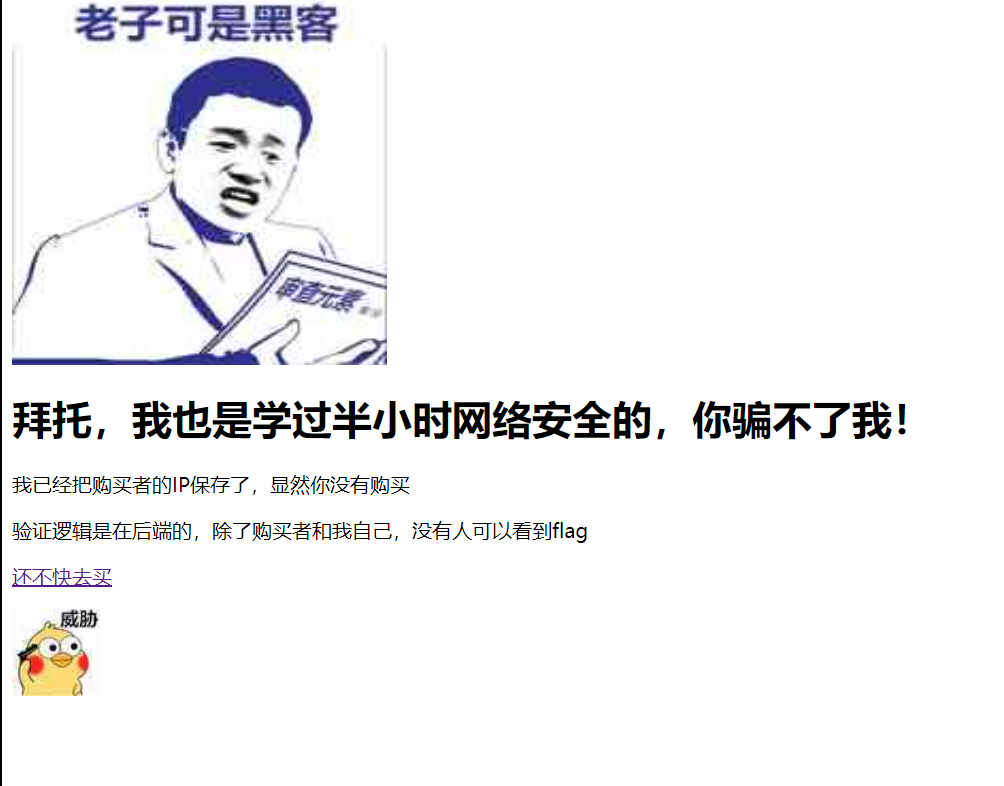 老子可是黑客
审查元素
拜托，我也是学过半小时网络安全的，你骗不了我！
我已经把购买者的IP保存了，显然你没有购买
验证逻辑是在后端的，除了购买者和我自己，没有人可以看到flag
还不快去买
威胁